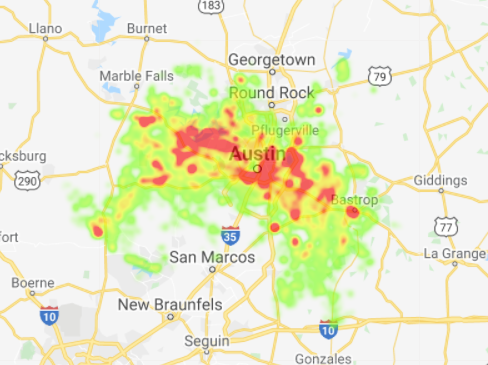 183
Llano
Burnet
Georgetown
Marble Falls
79
Round Rock
Pflugerville
Austin
cksburg
290
Giddings
Bastrop
77
35
fort
San Marcos
La Grange
Boerne
New Braunfels
10
10
Seguin
Gonzales